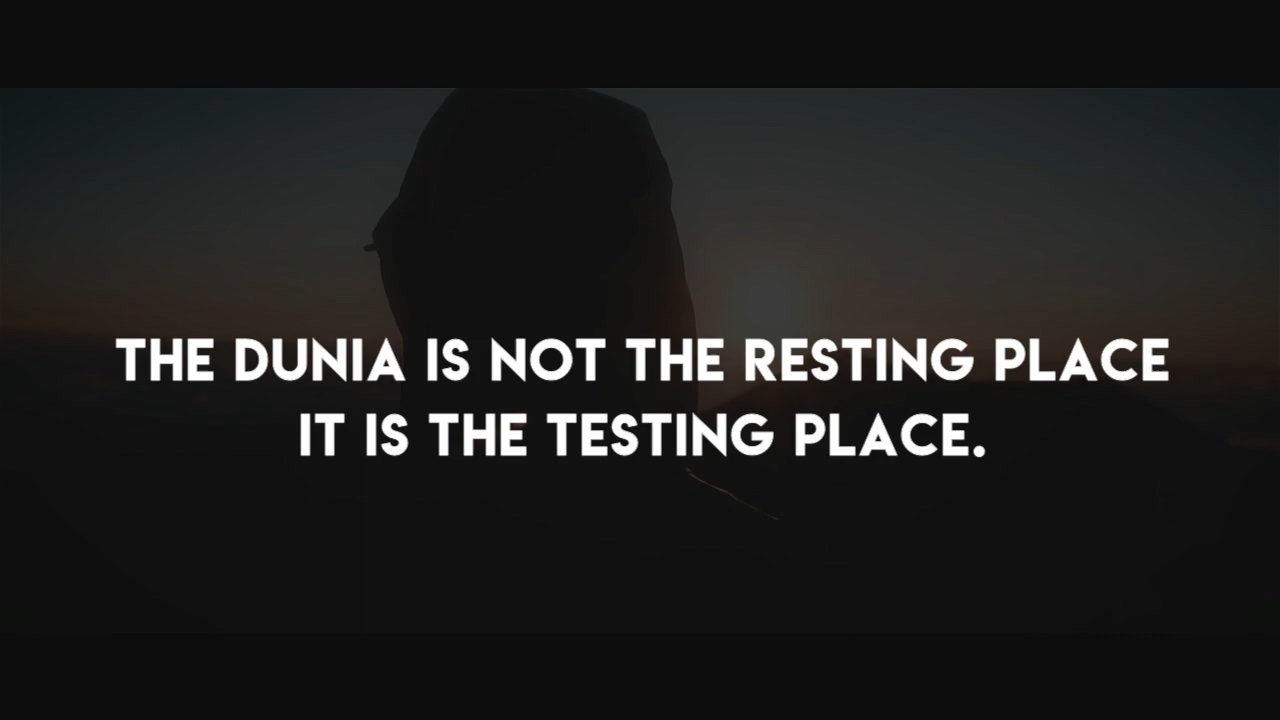 THE DUNIA IS NOT THE RESTING PLACE
IT IS THE TESTING PLACE.